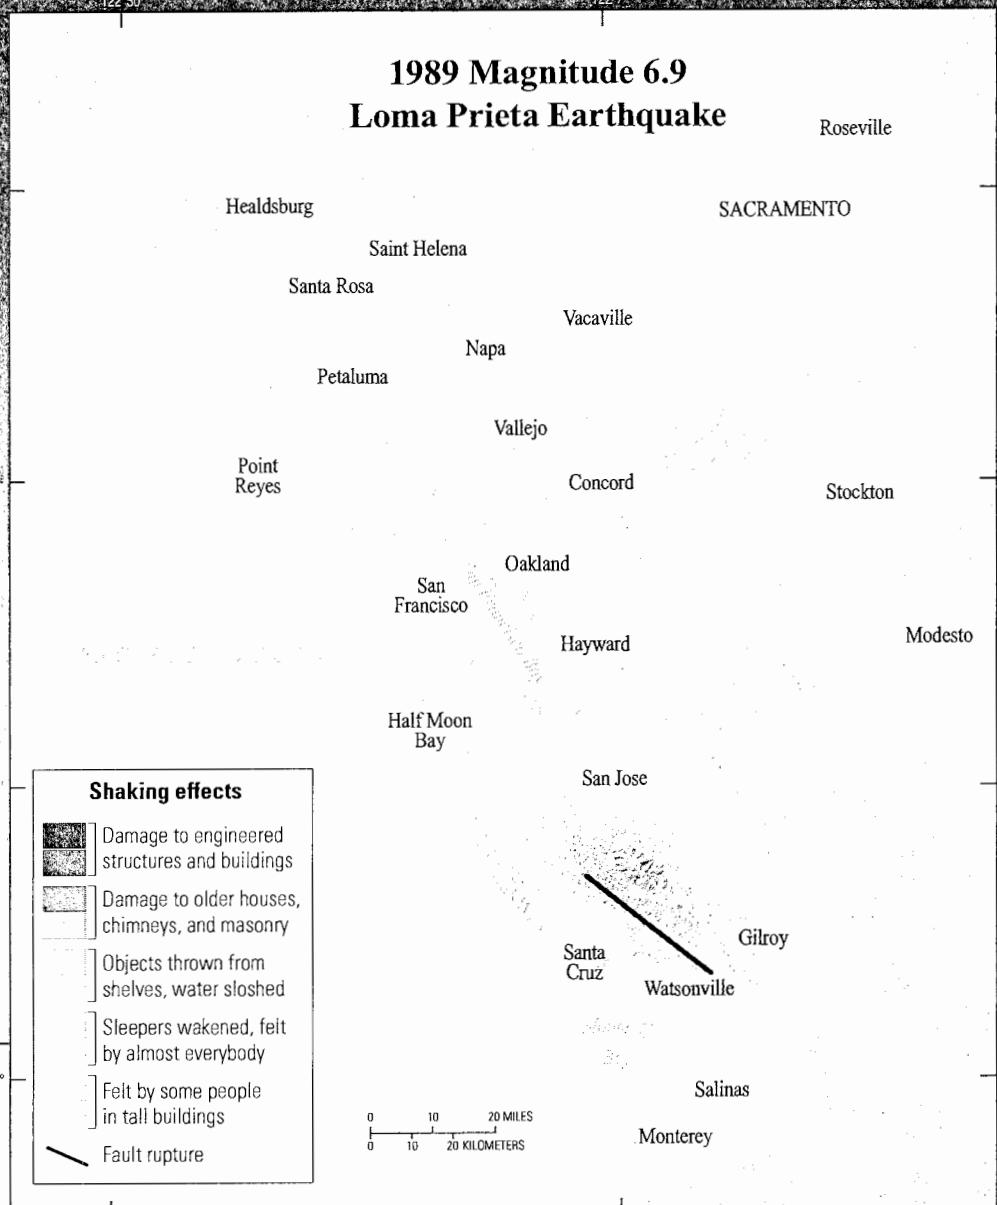 1989 Magnitude 6.9
Loma Prieta Earthquake
Roseville
Healdsburg
SACRAMENTO
Saint Helena
Santa Rosa
Vacaville
Napa
Petaluma
Vallejo
Point
Reyes
Concord
Stockton
Oakland
San
Francisco
Hayward
Modesto
Half Moon
Bay
San Jose
Shaking effects
Damage to engineered
structures and buildings
Damage to older houses,
chimneys, and masonry
Objects thrown from
shelves, water sloshed
Sleepers wakened, felt
by almost everybody
Felt by some people
in tall buildings
Fault rupture
Gilroy
Santa
Cruz
Watsonville
Salinas
Monterey
0 10 20 MILES
0 10 20 KILOMETERS